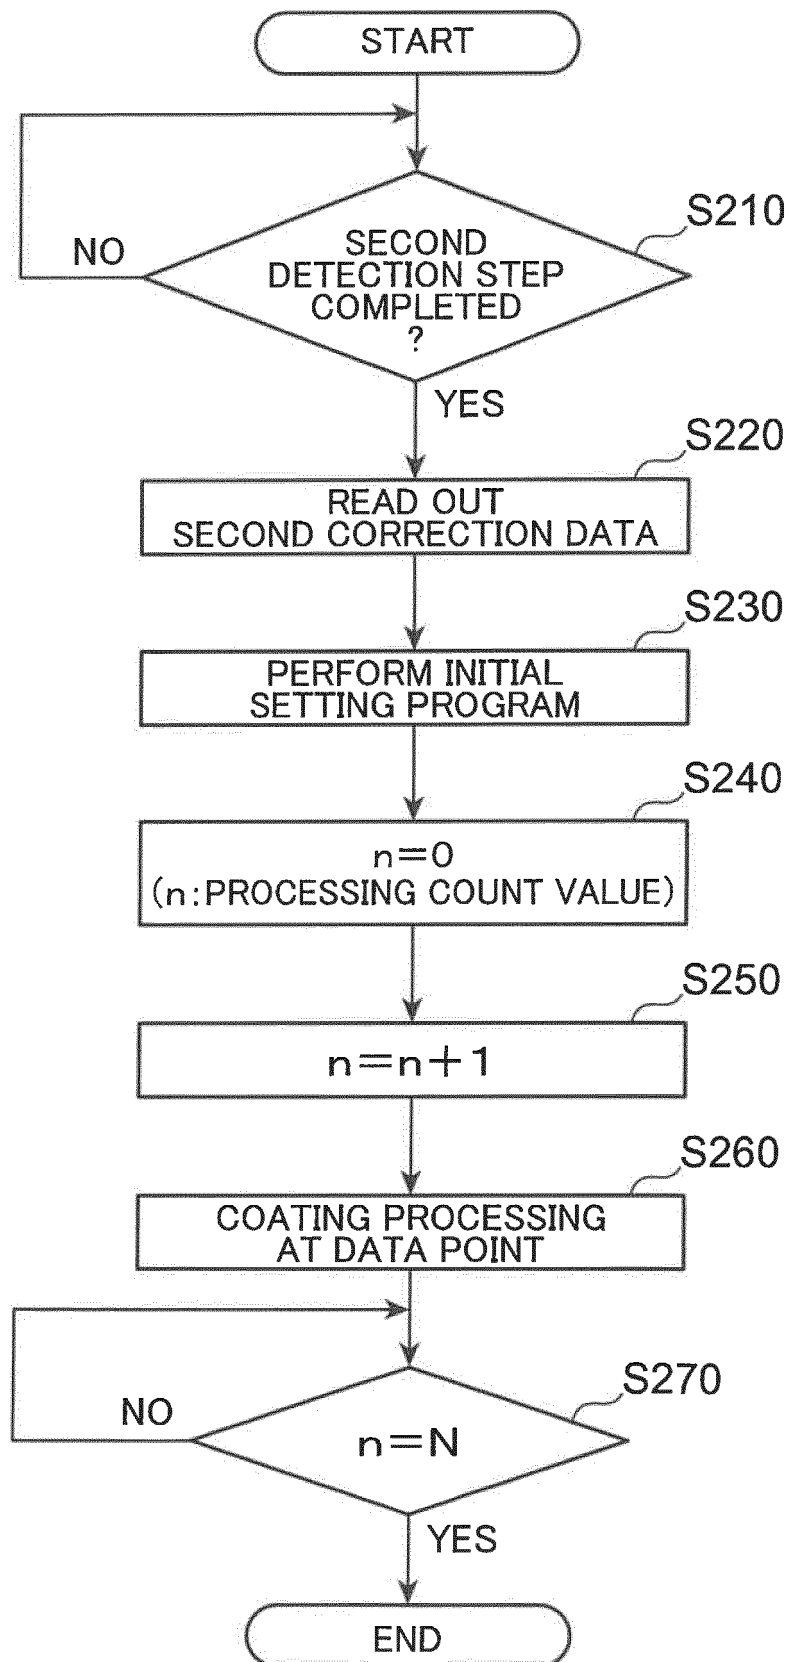 START
S210
SECOND
DETECTION STEP
COMPLETED
?
NO
YES
S220
READ OUT
SECOND CORRECTION DATA
S230
PERFORM INITIAL
SETTING PROGRAM
S240
n=0
(n:PROCESSING COUNT VALUE)
S250
n=n+1
S260
COATING PROCESSING
AT DATA POINT
S270
NO
n=N
YES
END